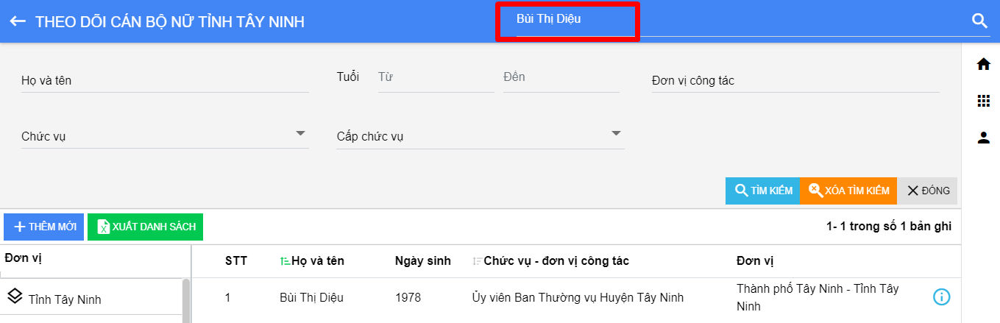 THEO DÕI CÁN BỘ NỮ TỈNH TÂY NINH
Bùi Thị Diệu
Họ và tên
Tuổi
Từ
Đến
Đơn vị công tác
Chức vụ
Cấp chức vụ
TÌM KIẾM
XÓA TÌM KIẾM
ĐÓNG
THÊM MỚI
XUẤT DANH SÁCH
1- 1 trong số 1 bản ghi
Đơn vị
STT
Họ và tên
Ngày sinh
Chức vụ - đơn vị công tác
Đơn vị
Tỉnh Tây Ninh
1
Bùi Thị Diệu
1978
Ủy viên Ban Thường vụ Huyện Tây Ninh
Thành phố Tây Ninh - Tỉnh Tây
Ninh